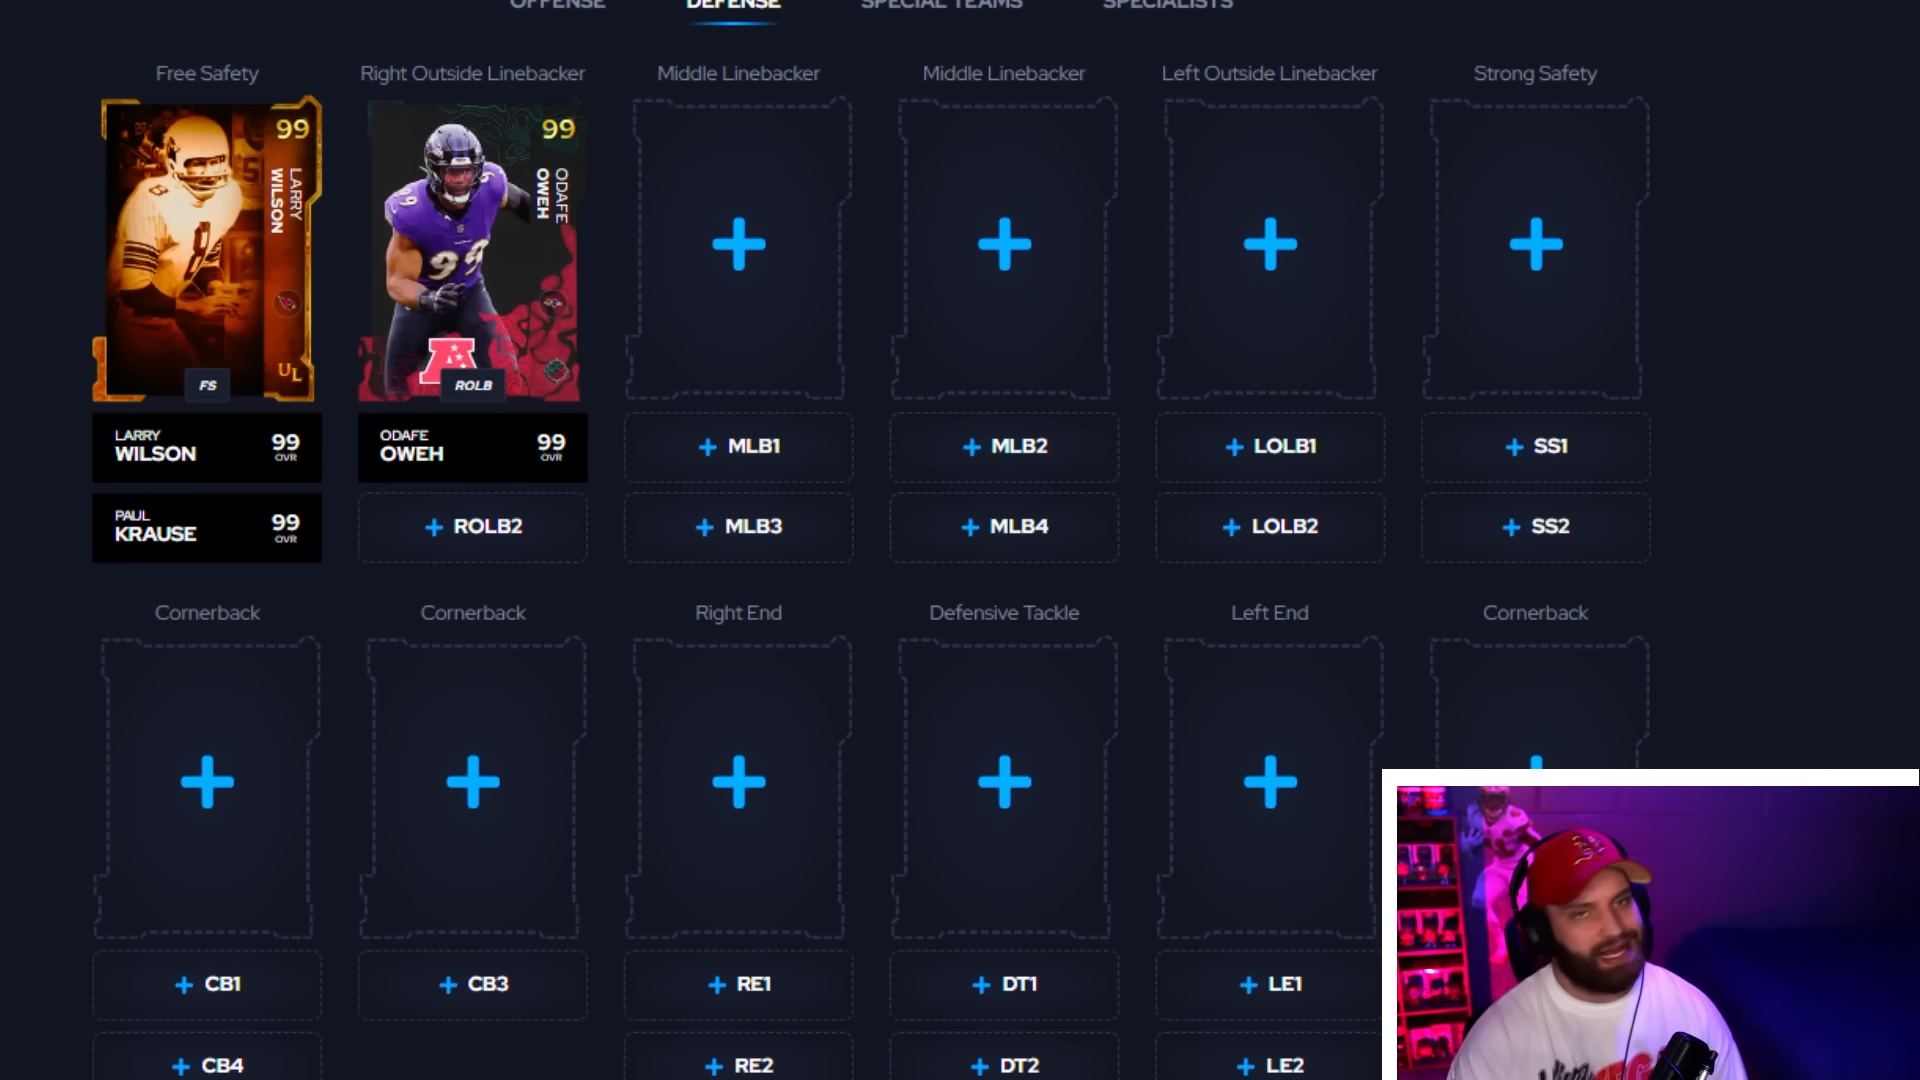 OFFENSE DEFENSE SPECIAL TEAMS SPECIALISTS
Free Safety Right Outside Linebacker Middle Linebacker Middle Linebacker Left Outside Linebacker Strong Safety
99
LARRY
WILSON
8
UL
FS
99
ODAFE
OWEH
99
ROLB
LARRY
WILSON
99
OVR
ODAFE
OWEH
99
OVR
+ MLB1
+ MLB2
+ LOLB1
+ SS1
PAUL
KRAUSE
99
OVR
+ ROLB2
+ MLB3
+ MLB4
+ LOLB2
+ SS2
Cornerback Cornerback Right End Defensive Tackle Left End Cornerback
+ CB1
+ CB3
+ RE1
+ DT1
+ LE1
+ CB4
+ RE2
+ DT2
+ LE2